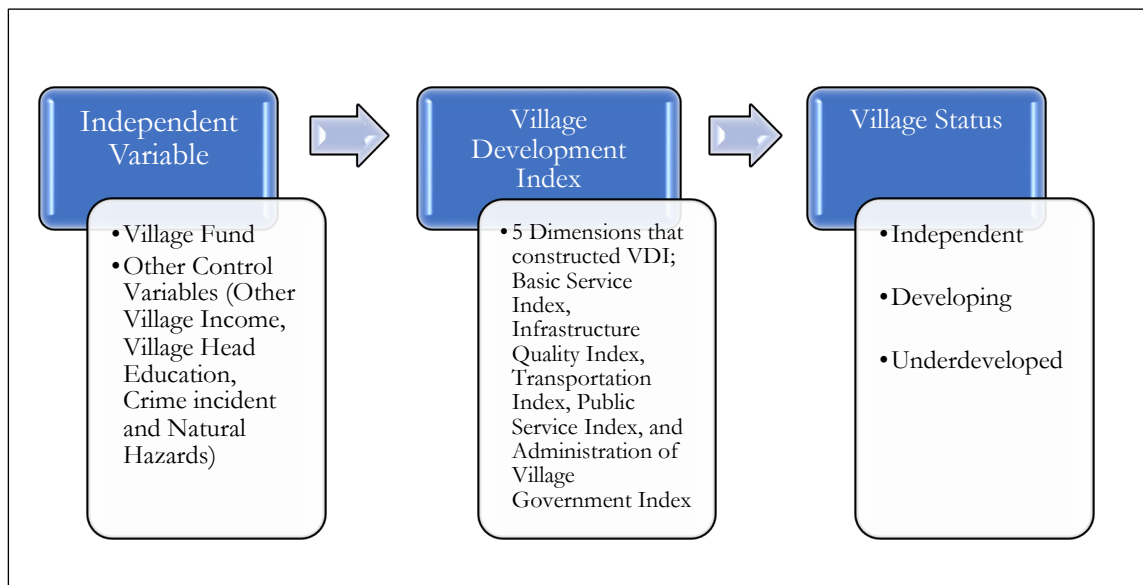 Independent
Variable
•Village Fund
•Other Control
Variables (Other
Village Income,
Village Head
Education,
Crime incident
and Natural
Hazards)
Village
Development
Index
•5 Dimensions that
constructed VDI;
Basic Service
Index,
Infrastructure
Quality Index,
Transportation
Index, Public
Service Index, and
Administration of
Village
Government Index
Village Status
•Independent
•Developing
•Underdeveloped